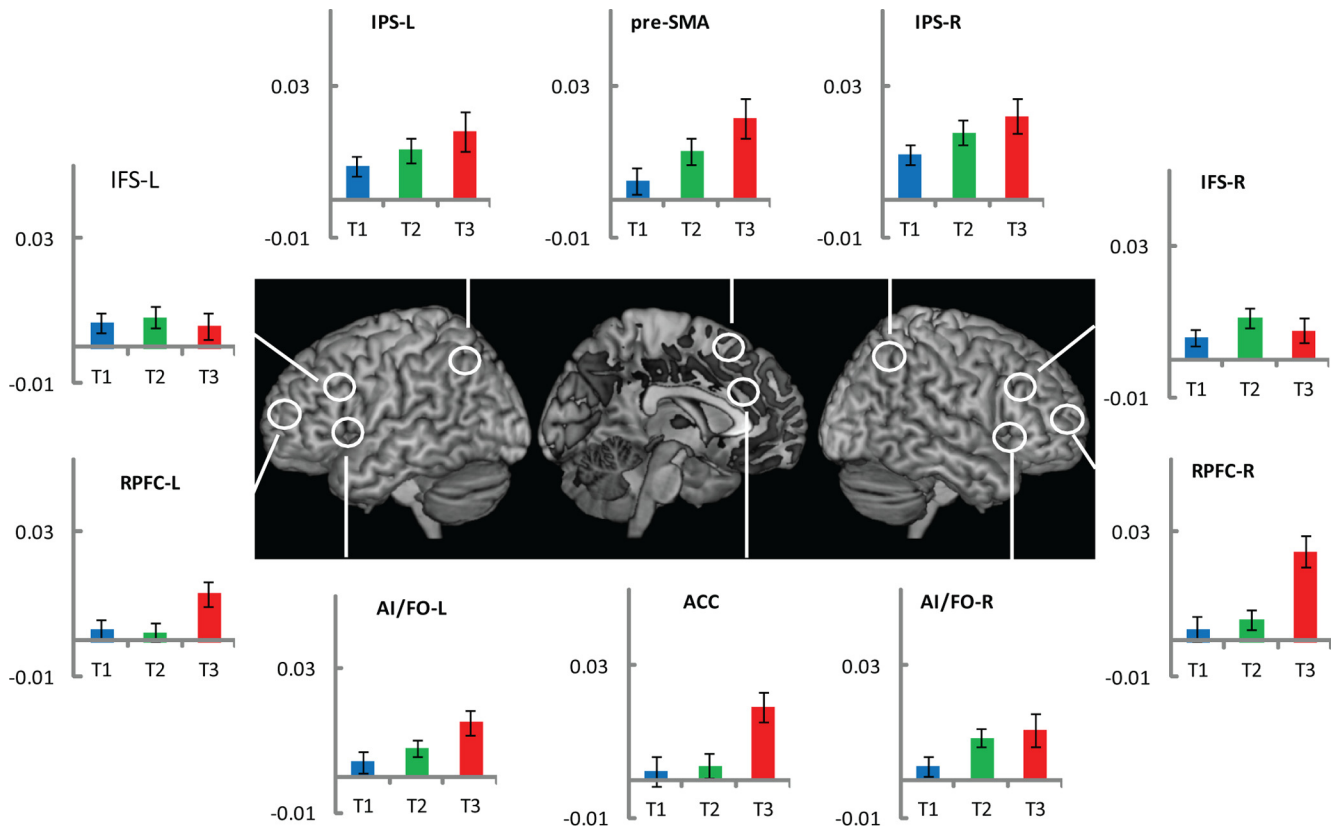 IPS-L
0.03
-0.01
T1 T2 T3
pre-SMA
0.03
-0.01
T1 T2 T3
IPS-R
0.03
-0.01
T1 T2 T3
IFS-L
0.03
-0.01
T1 T2 T3
IFS-R
0.03
-0.01
T1 T2 T3
RPFC-L
0.03
-0.01
T1 T2 T3
RPFC-R
0.03
-0.01
T1 T2 T3
AI/FO-L
0.03
-0.01
T1 T2 T3
ACC
0.03
-0.01
T1 T2 T3
AI/FO-R
0.03
-0.01
T1 T2 T3